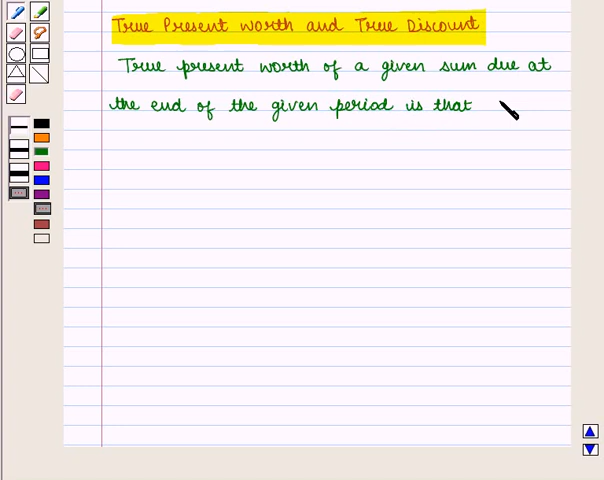 True Present worth and True Discount
True present worth of a given sum due at
the end of the given period is that